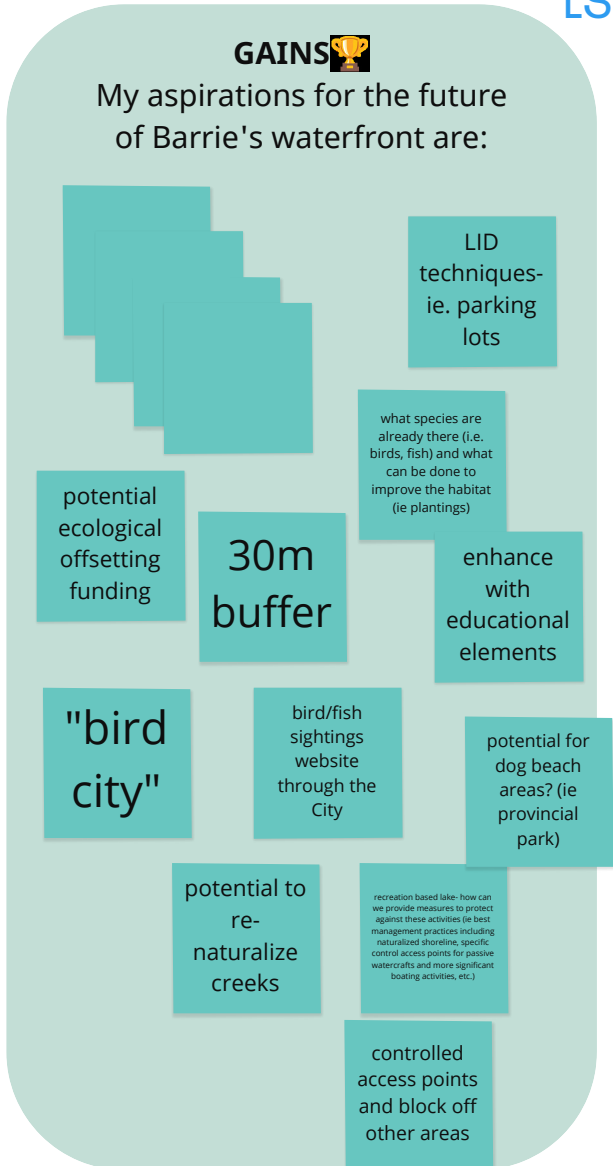 LS
GAINS🏆
My aspirations for the future
of Barrie's waterfront are:
LID
techniques-
ie. parking
lots
what species are
already there (i.e.
birds, fish) and what
can be done to
improve the habitat
(ie plantings)
potential
ecological
offsetting
funding
30m
buffer
enhance
with
educational
elements
"bird
city"
bird/fish
sightings
website
through the
City
potential for
dog beach
areas? (ie
provincial
park)
potential to
re-
naturalize
creeks
recreation based lake- how can
we provide measures to protect
against these activities (ie best
management practices including
naturalized shoreline, specific
control access points for passive
watercrafts and more significant
boating activities, etc.)
controlled
access points
and block off
other areas